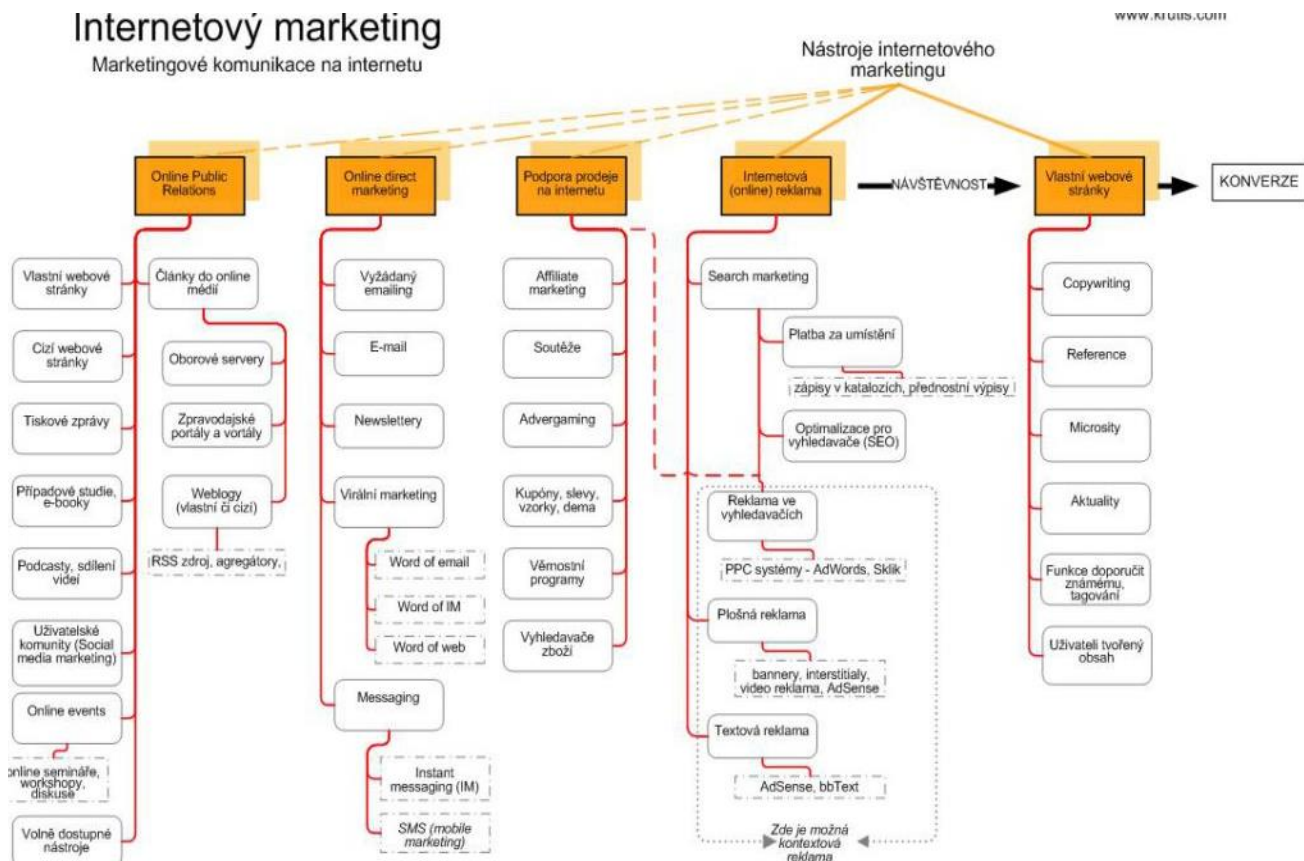 Internetový marketing
Marketingové komunikace na internetu
www.krutis.com
Nástroje internetového
marketingu
Online Public
Relations
Online direct
marketing
Podpora prodeje
na internetu
Internetová
(online) reklama
NÁVŠTĚVNOST
Vlastní webové
stránky
KONVERZE
Vlastní webové
stránky
Cizí webové
stránky
Tiskové zprávy
Případové studie,
e-booky
Podcasty, sdílení
videí
Uživatelské
komunity (Social
media marketing)
Online events
online semináře,
workshopy,
diskuse
Volně dostupné
nástroje
Články do online
médií
Oborové servery
Zpravodajské
portály a vortály
Weblogy
(vlastní či cizí)
RSS zdroj, agregátory,
Vyžádaný
emailing
E-mail
Newslettery
Virální marketing
Word of email
Word of IM
Word of web
Messaging
Instant
messaging (IM)
SMS (mobile
marketing)
Affiliate
marketing
Soutěže
Advergaming
Kupóny, slevy,
vzorky, dema
Věrnostní
programy
Vyhledavače
zboží
Search marketing
Platba za umístění
zápisy v katalozích, přednostní výpisy
Optimalizace pro
vyhledavače (SEO)
Reklama ve
vyhledavačích
PPC systémy - AdWords, Sklik
Plošná reklama
bannery, interstitialy,
video reklama, AdSense
Textová reklama
AdSense, bbText
Zde je možná
kontextová
reklama
Copywriting
Reference
Microsity
Aktuality
Funkce doporučit
známému,
tagování
Uživateli tvořený
obsah